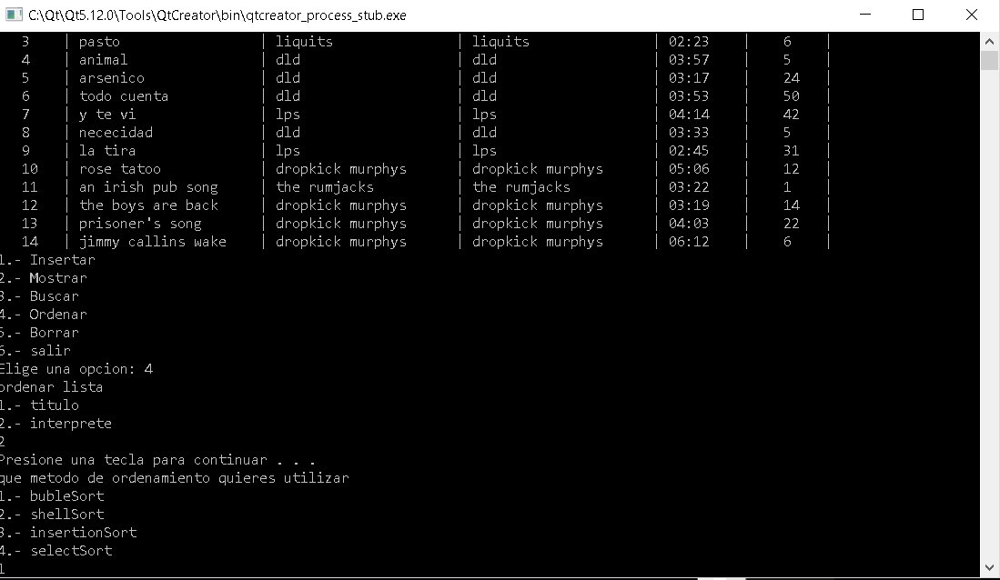 C:\Qt\Qt5.12.0\Tools\QtCreator\bin\qtcreator_process_stub.exe
3 | pasto | liquits | liquits | 02:23 | 6 |
4 | animal | dld | dld | 03:57 | 5 |
5 | arsenico | dld | dld | 03:17 | 24 |
6 | todo cuenta | dld | dld | 03:53 | 50 |
7 | y te vi | lps | lps | 04:14 | 42 |
8 | nececidad | dld | dld | 03:33 | 5 |
9 | la tira | lps | lps | 02:45 | 31 |
10 | rose tatoo | dropkick murphys | dropkick murphys | 05:06 | 12 |
11 | an irish pub song | the rumjacks | the rumjacks | 03:22 | 1 |
12 | the boys are back | dropkick murphys | dropkick murphys | 03:19 | 14 |
13 | prisoner's song | dropkick murphys | dropkick murphys | 04:03 | 22 |
14 | jimmy callins wake | dropkick murphys | dropkick murphys | 06:12 | 6 |
1.- Insertar
2.- Mostrar
3.- Buscar
4.- Ordenar
5.- Borrar
6.- salir
Elige una opcion: 4
ordenar lista
1.- titulo
2.- interprete
2
Presione una tecla para continuar . . .
que metodo de ordenamiento quieres utilizar
1.- bubleSort
2.- shellSort
3.- insertionSort
4.- selectSort
1